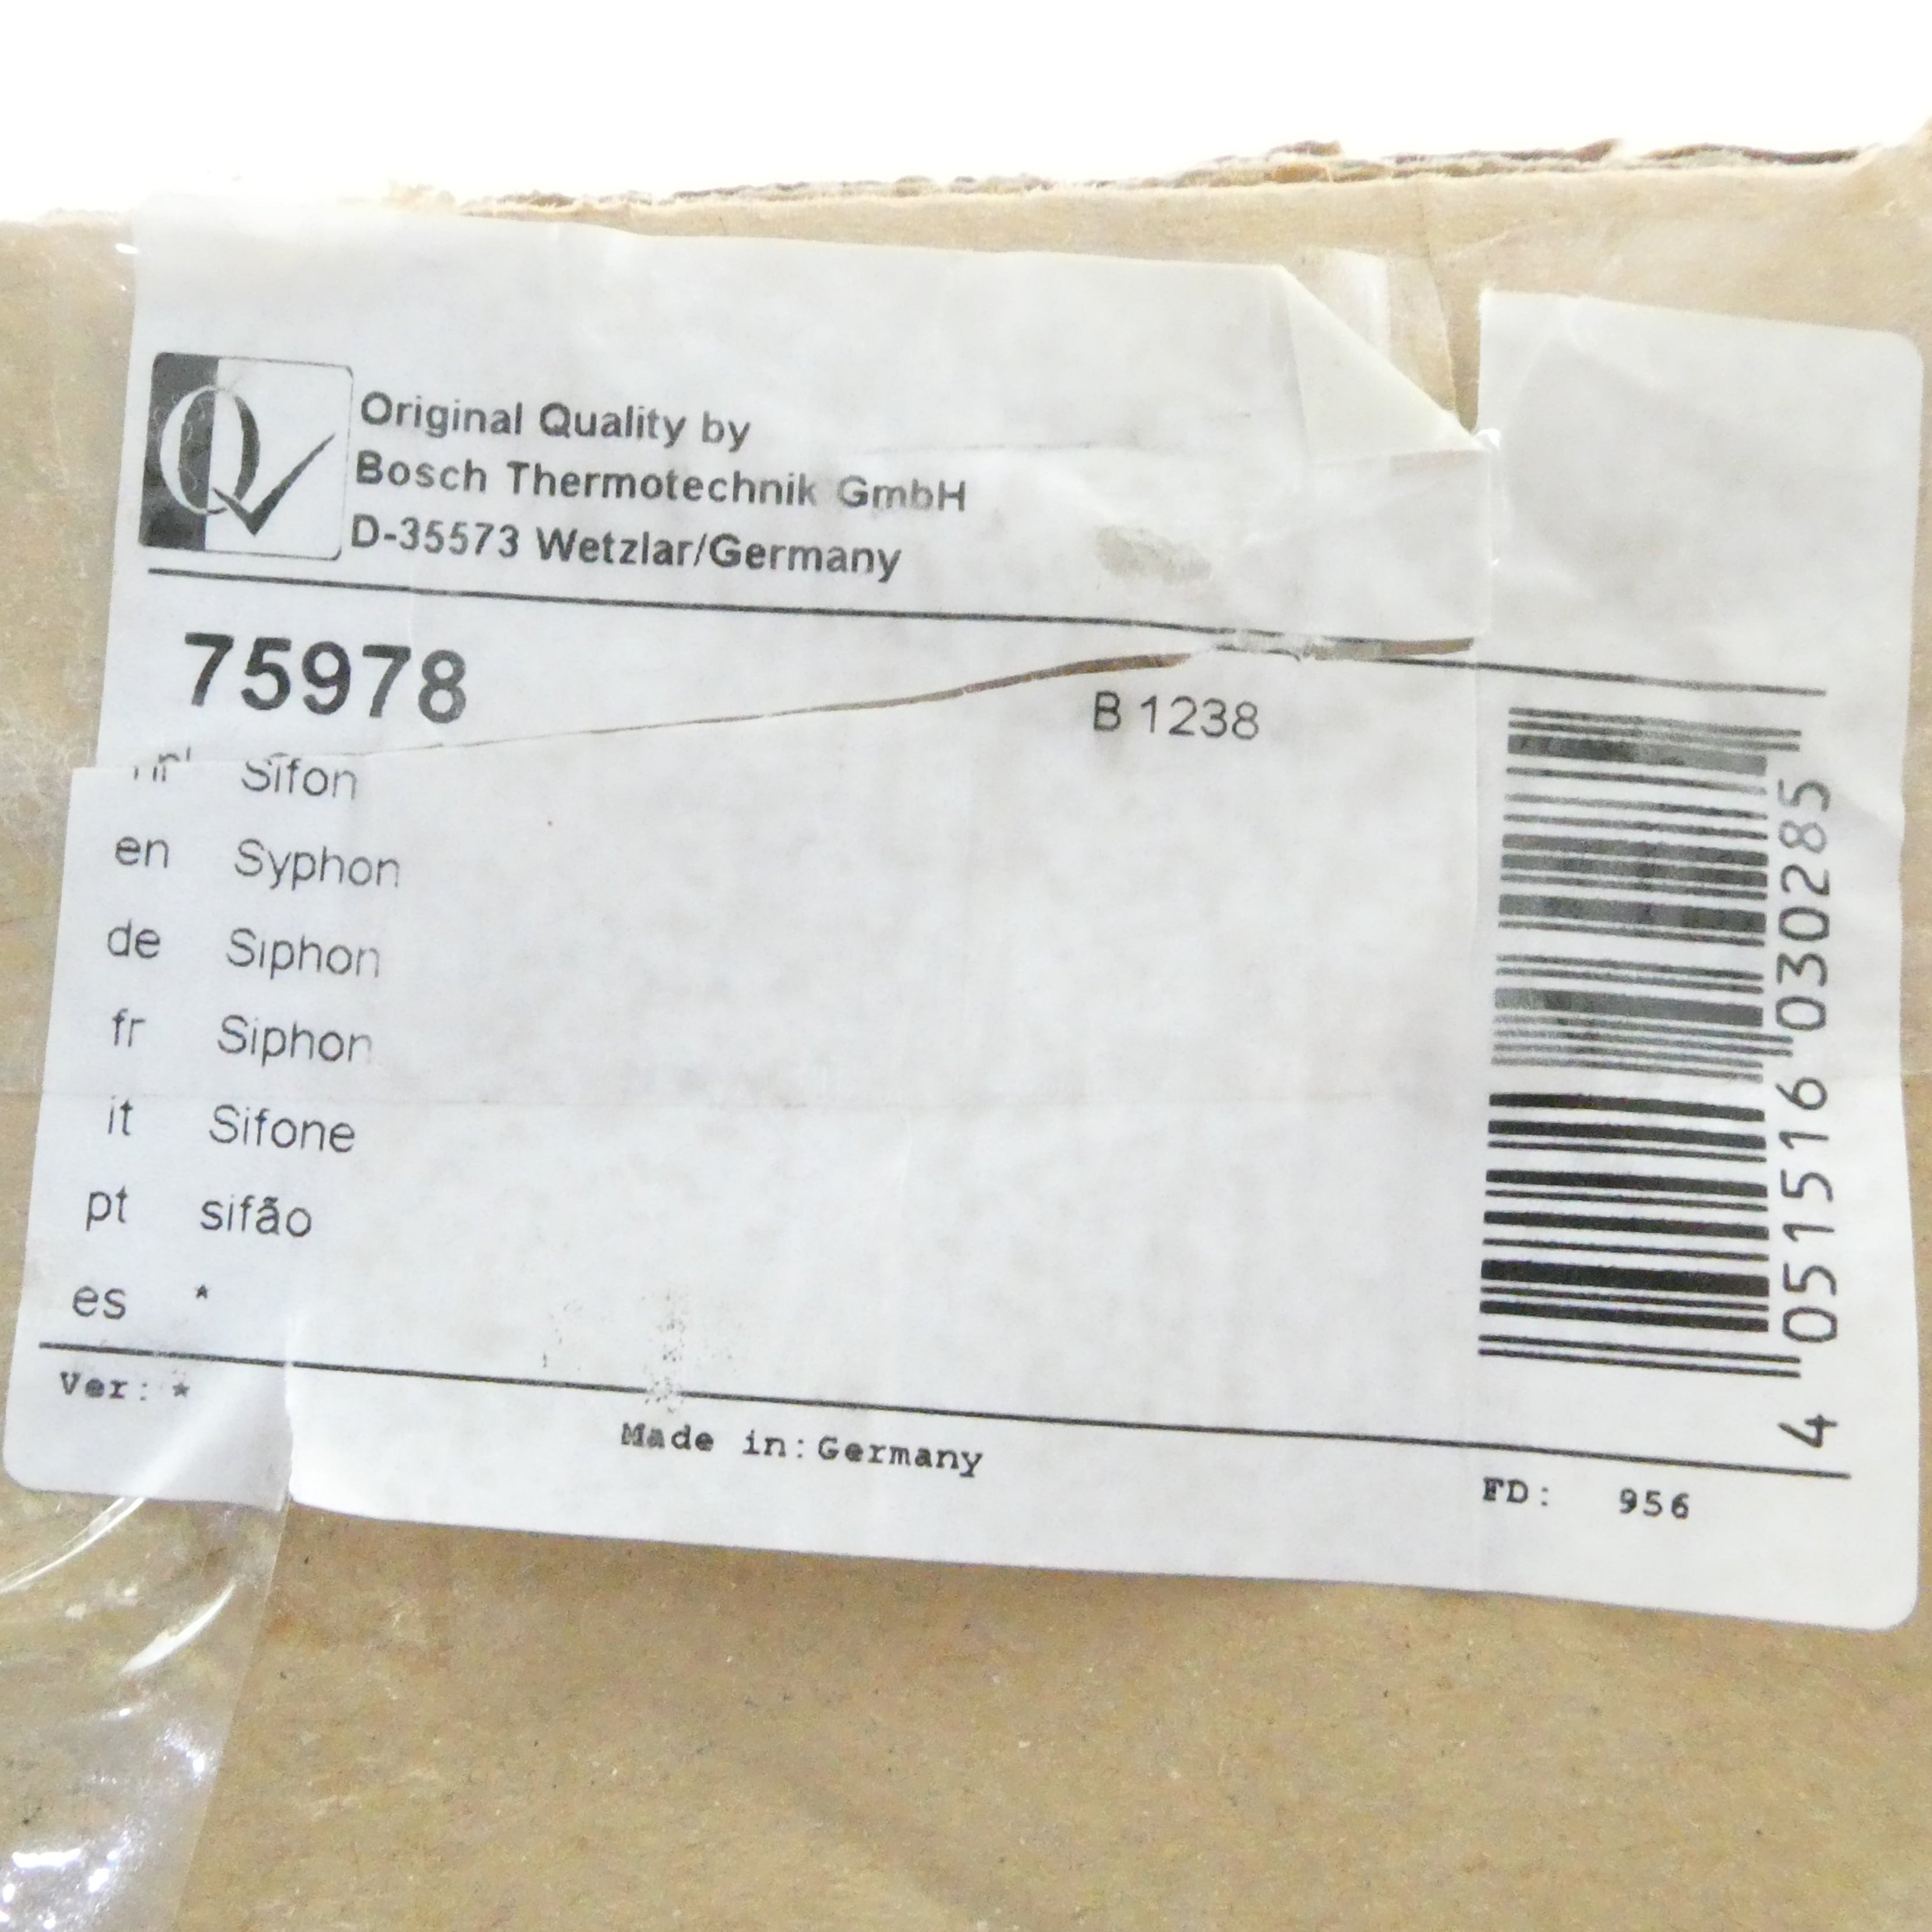 Original Quality by
Bosch Thermotechnik GmbH
D-35573 Wetzlar/Germany
75978
B 1238
Sifon
en Syphon
de Siphon
fr Siphon
it Sifone
pt sifão
es *
4 051516 030285
Ver: *
Made in:Germany
FD: 956